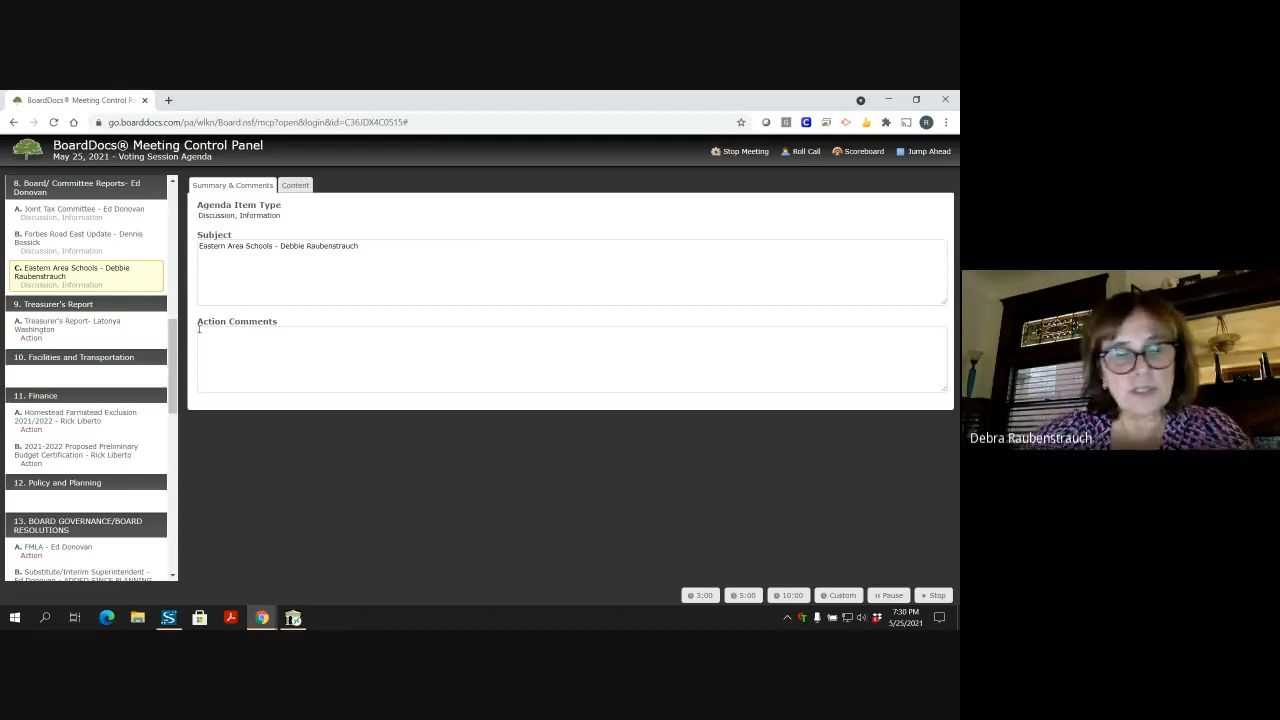 BoardDocs® Meeting Control P
go.boarddocs.com/pa/wlkn/Board.nsf/mcp?open&login&id=C36JDX4C0515#
R
BoardDocs® Meeting Control Panel
May 25, 2021 - Voting Session Agenda
Stop Meeting
Roll Call
Scoreboard
Jump Ahead
8. Board/ Committee Reports- Ed
Donovan
A. Joint Tax Committee - Ed Donovan
Discussion, Information
B. Forbes Road East Update - Dennis
Bossick
Discussion, Information
C. Eastern Area Schools - Debbie
Raubenstrauch
Discussion, Information
9. Treasurer's Report
A. Treasurer's Report- Latonya
Washington
Action
10. Facilities and Transportation
11. Finance
A. Homestead Farmstead Exclusion
2021/2022 - Rick Liberto
Action
B. 2021-2022 Proposed Preliminary
Budget Certification - Rick Liberto
Action
12. Policy and Planning
13. BOARD GOVERNANCE/BOARD
RESOLUTIONS
A. FMLA - Ed Donovan
Action
B. Substitute/Interim Superintendent -
Ed Donovan - ADDED SINCE PLANNING
Summary & Comments
Content
Agenda Item Type
Discussion, Information
Subject
Eastern Area Schools - Debbie Raubenstrauch
Action Comments
3:00
5:00
10:00
Custom
Pause
Stop
7:30 PM
5/25/2021
Debra Raubenstrauch